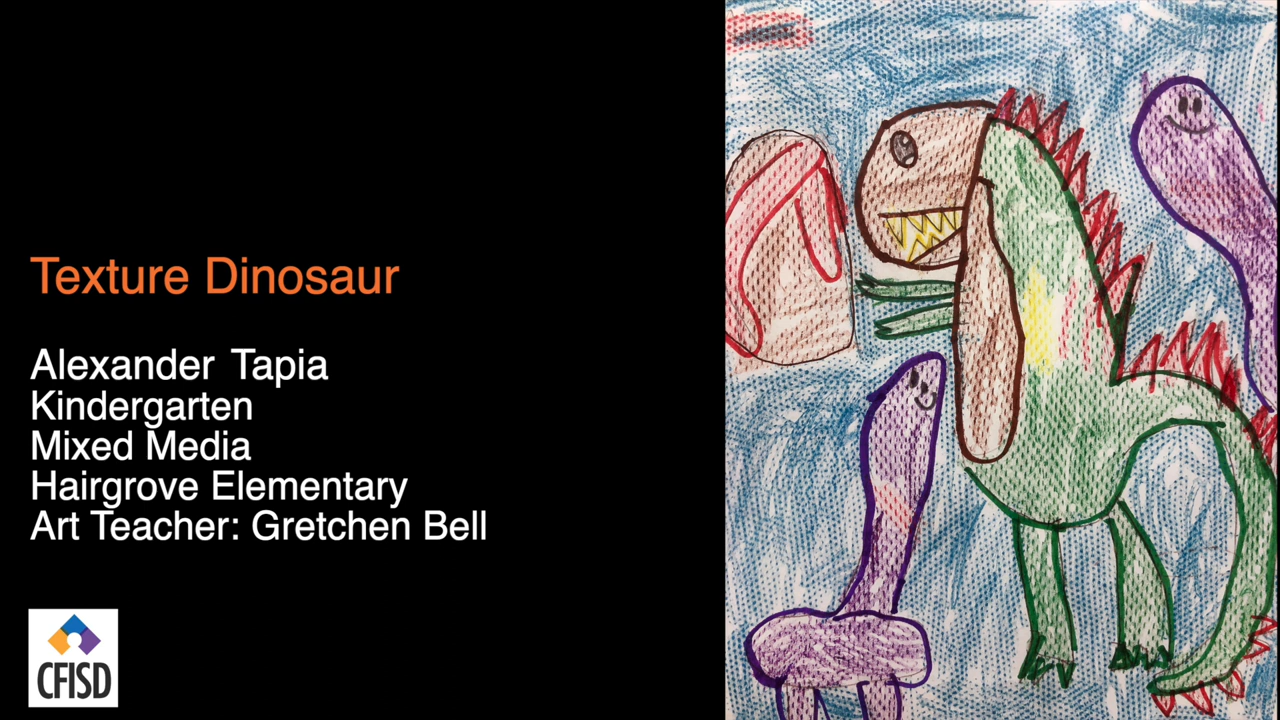 Texture Dinosaur
Alexander Tapia
Kindergarten
Mixed Media
Hairgrove Elementary
Art Teacher: Gretchen Bell
CFISD